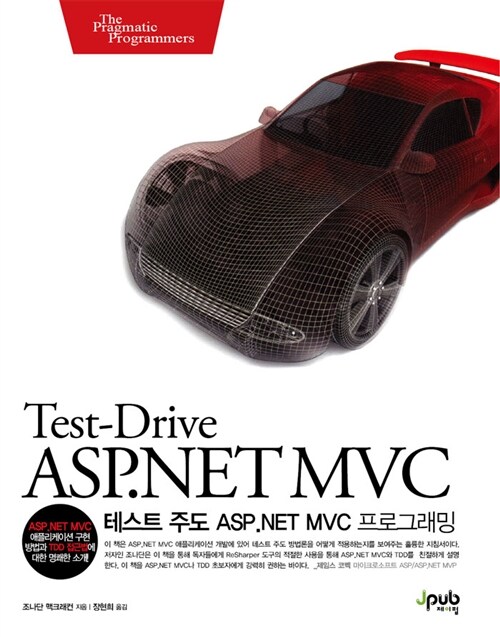 The
Pragmatic
Programmers
Test-Drive
ASP.NET MVC
테스트 주도 ASP.NET MVC 프로그래밍
ASP.NET MVC
애플리케이션 구현
방법과 TDD 접근법에
대한 명쾌한 소개!
이 책은 ASP.NET MVC 애플리케이션 개발에 있어 테스트 주도 방법론을 어떻게 적용하는지를 보여주는 훌륭한 지침서이다.
저자인 조나단은 이 책을 통해 독자들에게 ReSharper 도구의 적절한 사용을 통해 ASP.NET MVC와 TDD를 친절하게 설명
한다. 이 책을 ASP.NET MVC나 TDD 초보자에게 강력히 권하는 바이다. _제임스 코벡 마이크로소프트 ASP/ASP.NET MVP
조나단 맥크래컨 지음 / 장현희 옮김
Jpub
제이펍